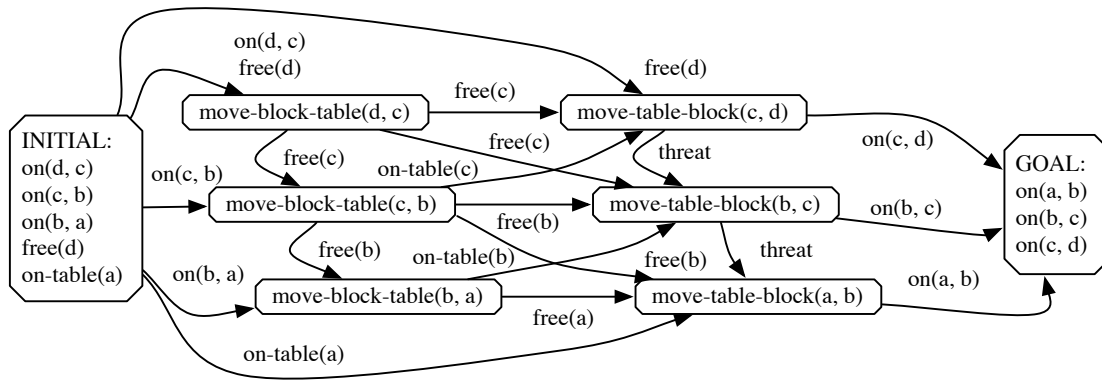 on(d, c)
free(d)
free(d)
move-block-table(d, c)
free(c)
move-table-block(c, d)
INITIAL:
on(d, c)
on(c, b)
on(b, a)
free(d)
on-table(a)
free(c)
on-table(c)
free(c)
threat
on(c, d)
on(c, b)
move-block-table(c, b)
free(b)
move-table-block(b, c)
on(b, c)
GOAL:
on(a, b)
on(b, c)
on(c, d)
on(b, a)
free(b)
on-table(b)
free(b)
threat
move-block-table(b, a)
free(a)
move-table-block(a, b)
on(a, b)
on-table(a)